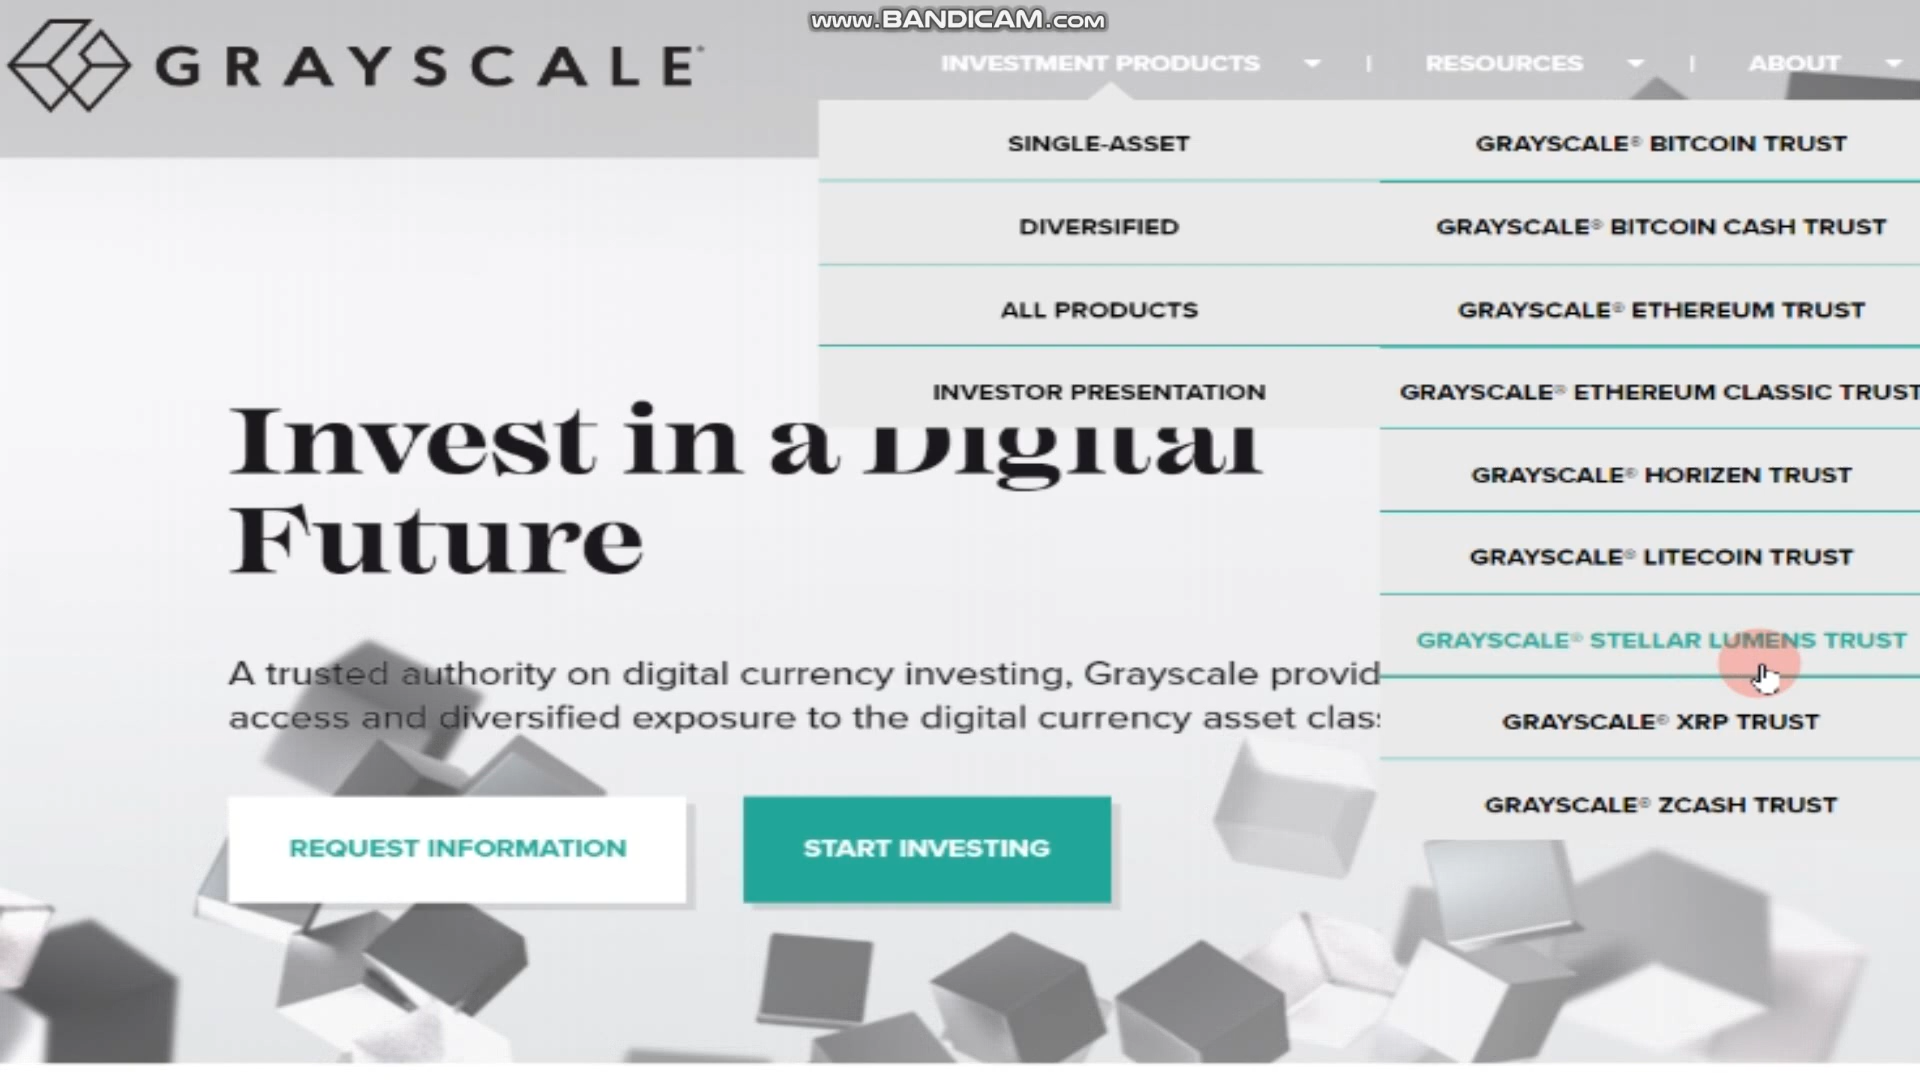 www.BANDICAM.com
GRAYSCALE®
INVESTMENT PRODUCTS | RESOURCES | ABOUT
SINGLE-ASSET
DIVERSIFIED
ALL PRODUCTS
INVESTOR PRESENTATION
GRAYSCALE® BITCOIN TRUST
GRAYSCALE® BITCOIN CASH TRUST
GRAYSCALE® ETHEREUM TRUST
GRAYSCALE® ETHEREUM CLASSIC TRUST
GRAYSCALE® HORIZEN TRUST
GRAYSCALE® LITECOIN TRUST
GRAYSCALE® STELLAR LUMENS TRUST
GRAYSCALE® XRP TRUST
GRAYSCALE® ZCASH TRUST
Invest in a Digital
Future
A trusted authority on digital currency investing, Grayscale provid
access and diversified exposure to the digital currency asset class
REQUEST INFORMATION
START INVESTING